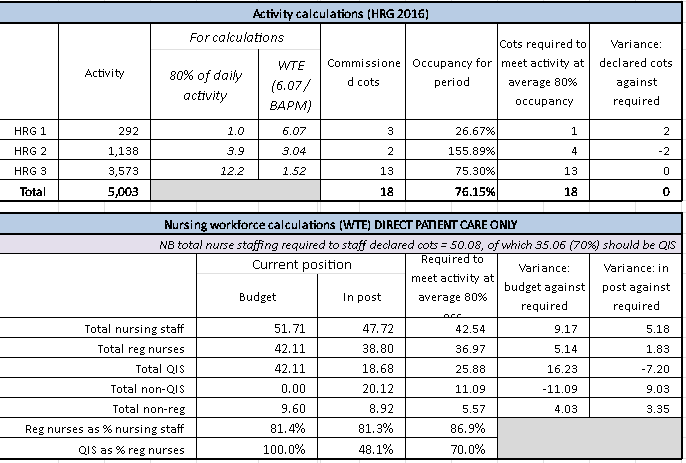 Activity calculations (HRG 2016)
For calculations
Activity
80% of daily activity
WTE (6.07 / BAPM)
Commissione d cots
Occupancy for period
Cots required to meet activity at average 80% occupancy
Variance: declared cots against required
HRG 1 292 1.0 6.07 3 26.67% 1 2
HRG 2 1,138 3.9 3.04 2 155.89% 4 -2
HRG 3 3,573 12.2 1.52 13 75.30% 13 0
Total 5,003 18 76.15% 18 0
Nursing workforce calculations (WTE) DIRECT PATIENT CARE ONLY
NB total nurse staffing required to staff declared cots = 50.08, of which 35.06 (70%) should be QIS
Current position
Budget
In post
Required to meet activity at average 80%
Variance: budget against required
Variance: in post against required
Total nursing staff 51.71 47.72 42.54 9.17 5.18
Total reg nurses 42.11 38.80 36.97 5.14 1.83
Total QIS 42.11 18.68 25.88 16.23 -7.20
Total non-QIS 0.00 20.12 11.09 -11.09 9.03
Total non-reg 9.60 8.92 5.57 4.03 3.35
Reg nurses as % nursing staff 81.4% 81.3% 86.9%
QIS as % reg nurses 100.0% 48.1% 70.0%